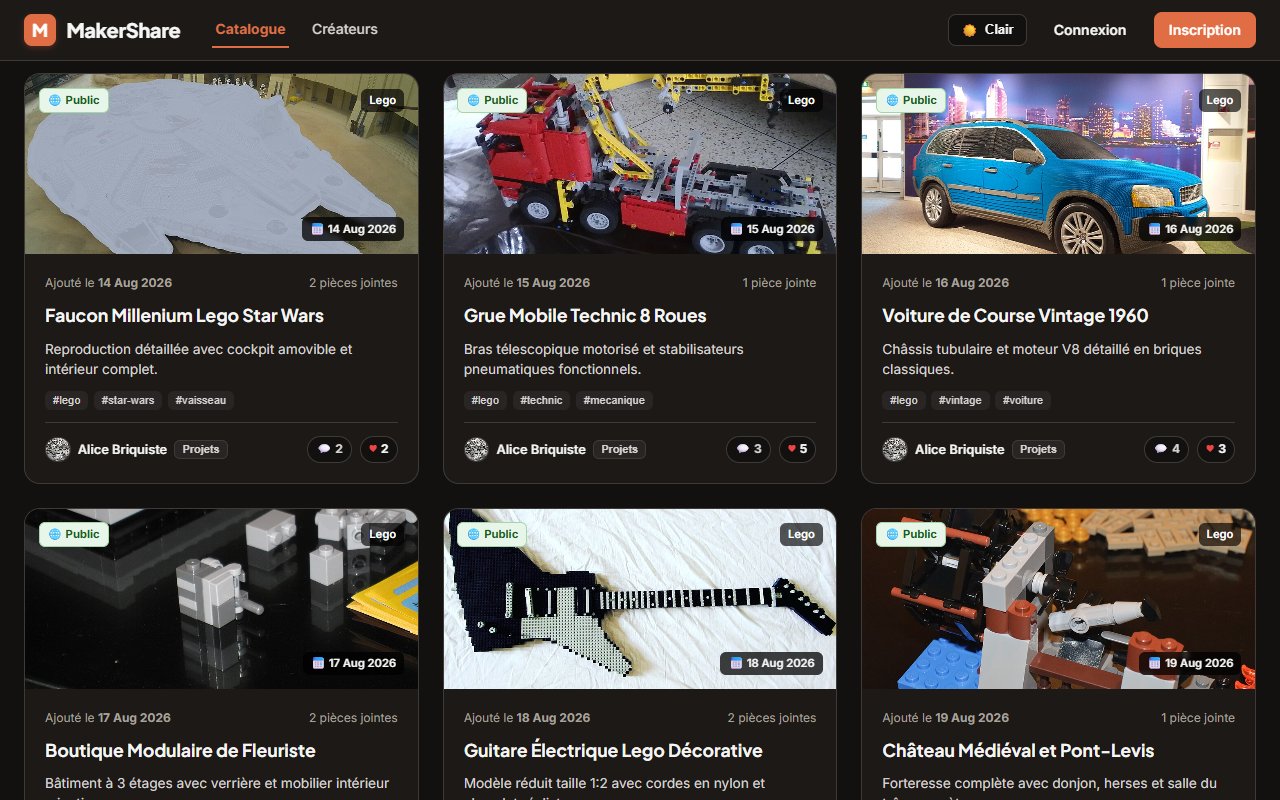 M MakerShare Catalogue Créateurs Clair Connexion Inscription
Public Lego
14 Aug 2026
Ajouté le 14 Aug 2026 2 pièces jointes
Faucon Millenium Lego Star Wars
Reproduction détaillée avec cockpit amovible et
intérieur complet.
#lego #star-wars #vaisseau
Alice Briquiste Projets 2 2
Public Lego
15 Aug 2026
Ajouté le 15 Aug 2026 1 pièce jointe
Grue Mobile Technic 8 Roues
Bras télescopique motorisé et stabilisateurs
pneumatiques fonctionnels.
#lego #technic #mecanique
Alice Briquiste Projets 3 5
Public Lego
16 Aug 2026
Ajouté le 16 Aug 2026 1 pièce jointe
Voiture de Course Vintage 1960
Châssis tubulaire et moteur V8 détaillé en briques
classiques.
#lego #vintage #voiture
Alice Briquiste Projets 4 3
Public Lego
17 Aug 2026
Ajouté le 17 Aug 2026 2 pièces jointes
Boutique Modulaire de Fleuriste
Bâtiment à 3 étages avec verrière et mobilier intérieur
Public Lego
18 Aug 2026
Ajouté le 18 Aug 2026 2 pièces jointes
Guitare Électrique Lego Décorative
Modèle réduit taille 1:2 avec cordes en nylon et
Public Lego
19 Aug 2026
Ajouté le 19 Aug 2026 1 pièce jointe
Château Médiéval et Pont-Levis
Forteresse complète avec donjon, herses et salle du